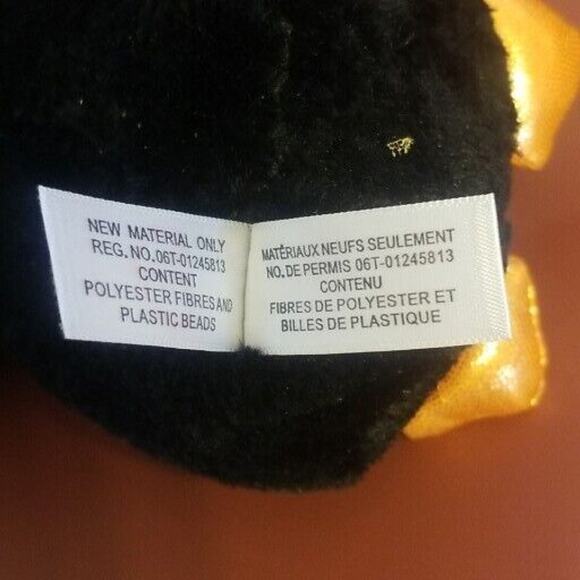 NEW MATERIAL ONLY
REG. NO. 06T-01245813
CONTENT
POLYESTER FIBRES AND
PLASTIC BEADS
MATÉRIAUX NEUFS SEULEMENT
NO. DE PERMIS 06T-01245813
CONTENU
FIBRES DE POLYESTER ET
BILLES DE PLASTIQUE